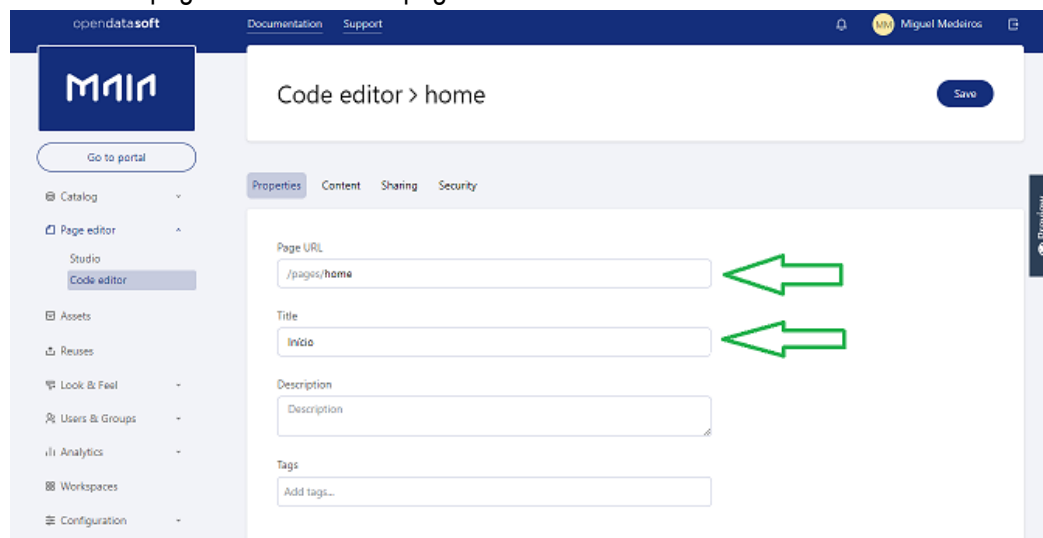 opendatasoft
Documentation Support
MM Miguel Medeiros
Code editor > home
Save
Go to portal
Catalog
Page editor
Studio
Code editor
Assets
Reuses
Look & Feel
Users & Groups
Analytics
Workspaces
Configuration
Properties Content Sharing Security
Page URL
/pages/home
Title
Início
Description
Description
Tags
Add tags...
Preview